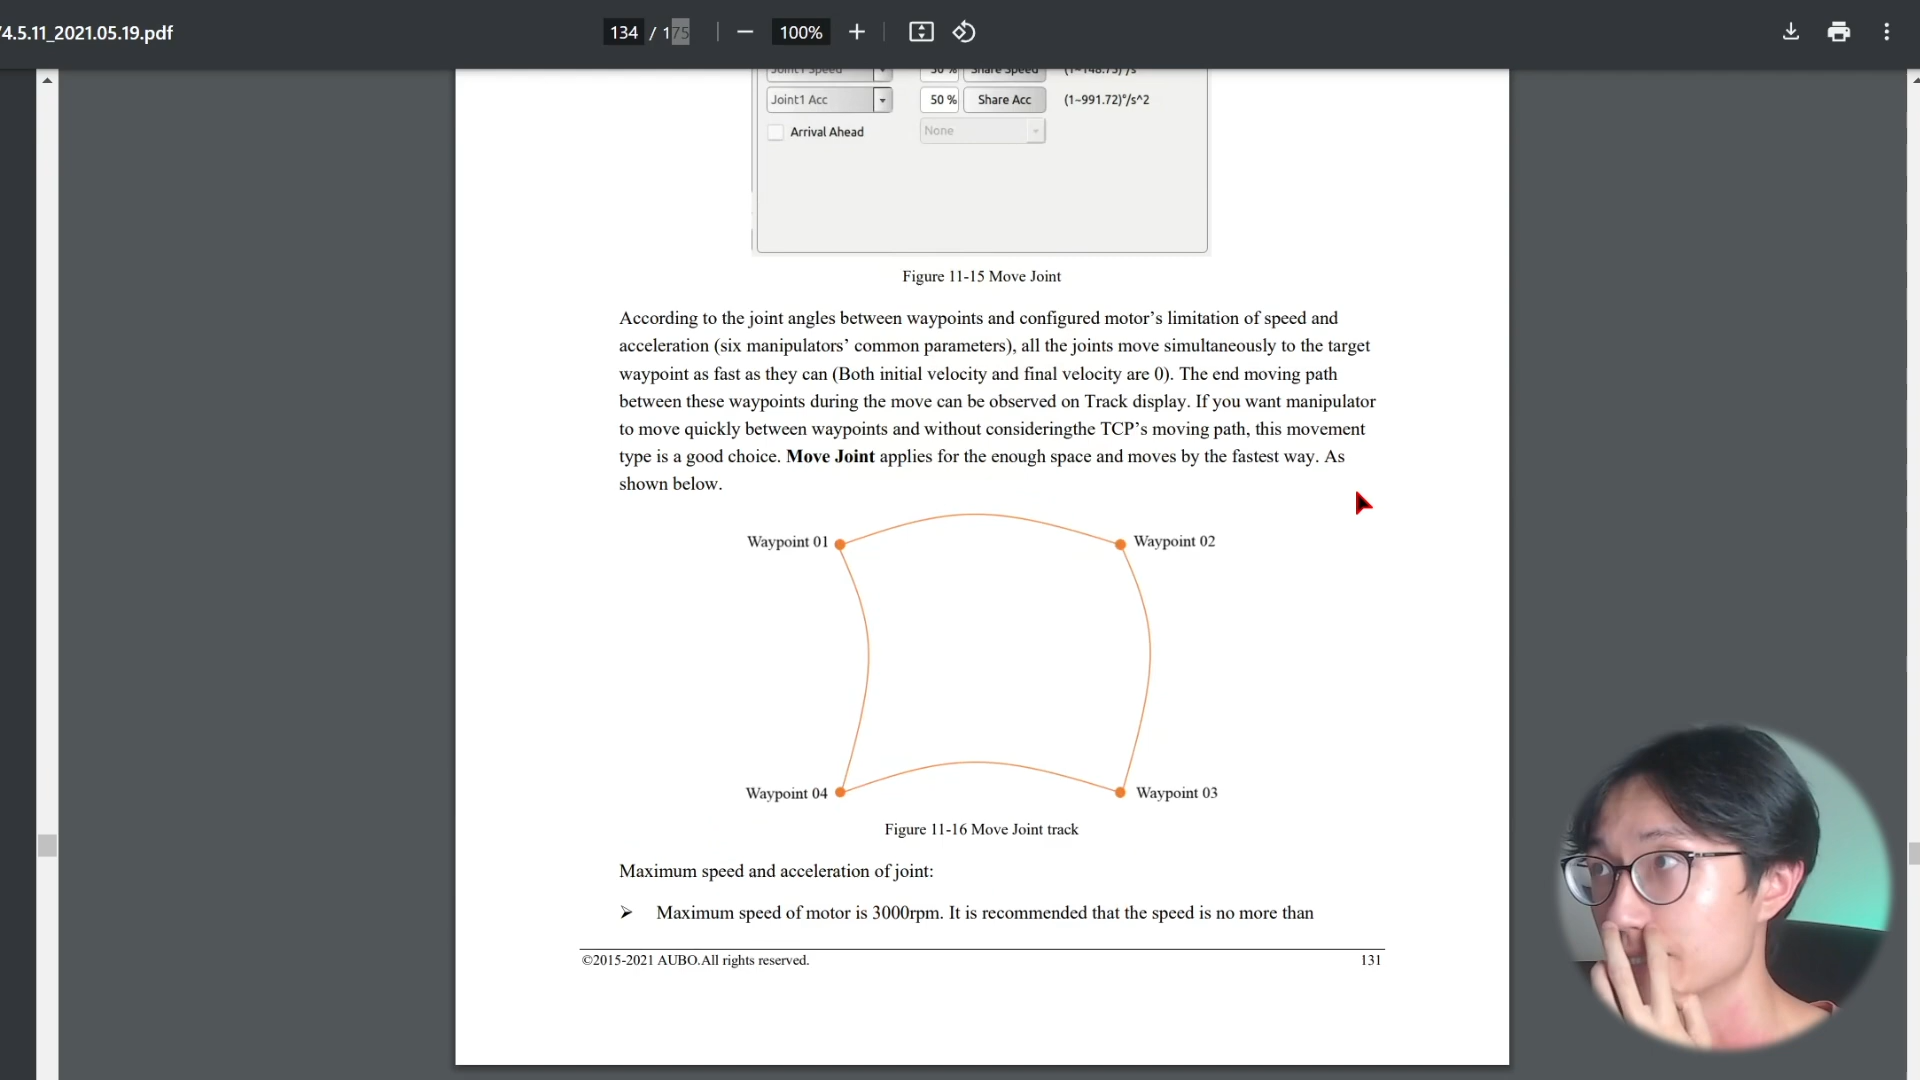 4.5.11_2021.05.19.pdf
134 / 175
100%
Joint1 Speed 50 % Share Speed (1~148.75)°/s
Joint1 Acc 50 % Share Acc (1~991.72)°/s^2
Arrival Ahead None
Figure 11-15 Move Joint
According to the joint angles between waypoints and configured motor’s limitation of speed and
acceleration (six manipulators’ common parameters), all the joints move simultaneously to the target
waypoint as fast as they can (Both initial velocity and final velocity are 0). The end moving path
between these waypoints during the move can be observed on Track display. If you want manipulator
to move quickly between waypoints and without consideringthe TCP’s moving path, this movement
type is a good choice. Move Joint applies for the enough space and moves by the fastest way. As
shown below.
Waypoint 01
Waypoint 02
Waypoint 04
Waypoint 03
Figure 11-16 Move Joint track
Maximum speed and acceleration of joint:
➢ Maximum speed of motor is 3000rpm. It is recommended that the speed is no more than
©2015-2021 AUBO.All rights reserved.
131